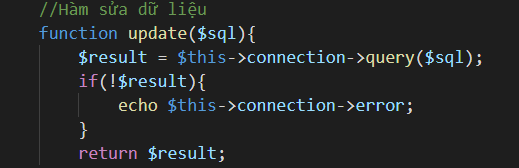 //Hàm sửa dữ liệu
function update($sql){
$result = $this->connection->query($sql);
if(!$result){
echo $this->connection->error;
}
return $result;